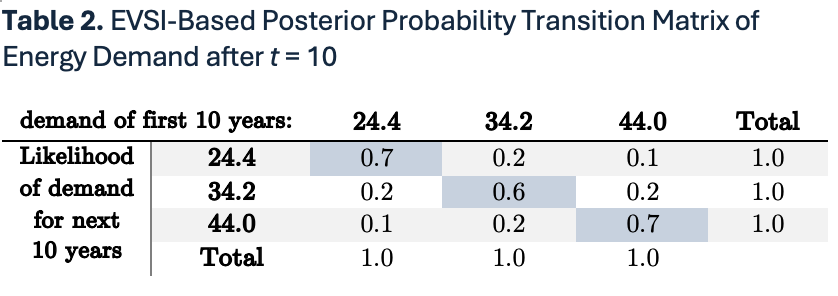 Table 2. EVSI-Based Posterior Probability Transition Matrix of
Energy Demand after t = 10
demand of first 10 years: 24.4 34.2 44.0 Total
Likelihood 24.4 0.7 0.2 0.1 1.0
of demand 34.2 0.2 0.6 0.2 1.0
for next 44.0 0.1 0.2 0.7 1.0
10 years Total 1.0 1.0 1.0